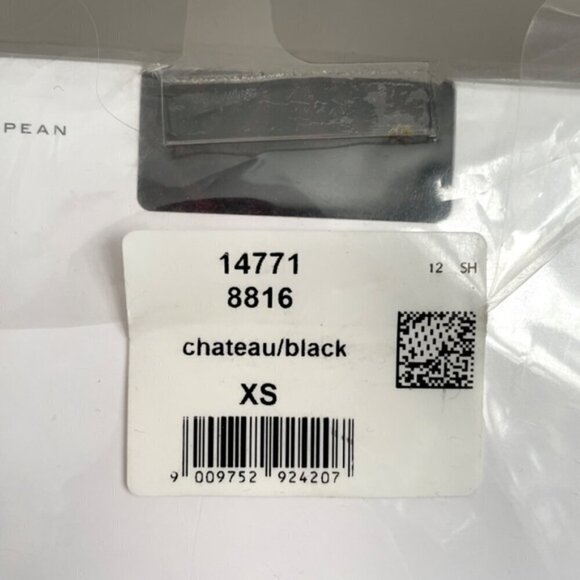 PEAN
14771
12 SH
8816
chateau/black
XS
9 009752 924207